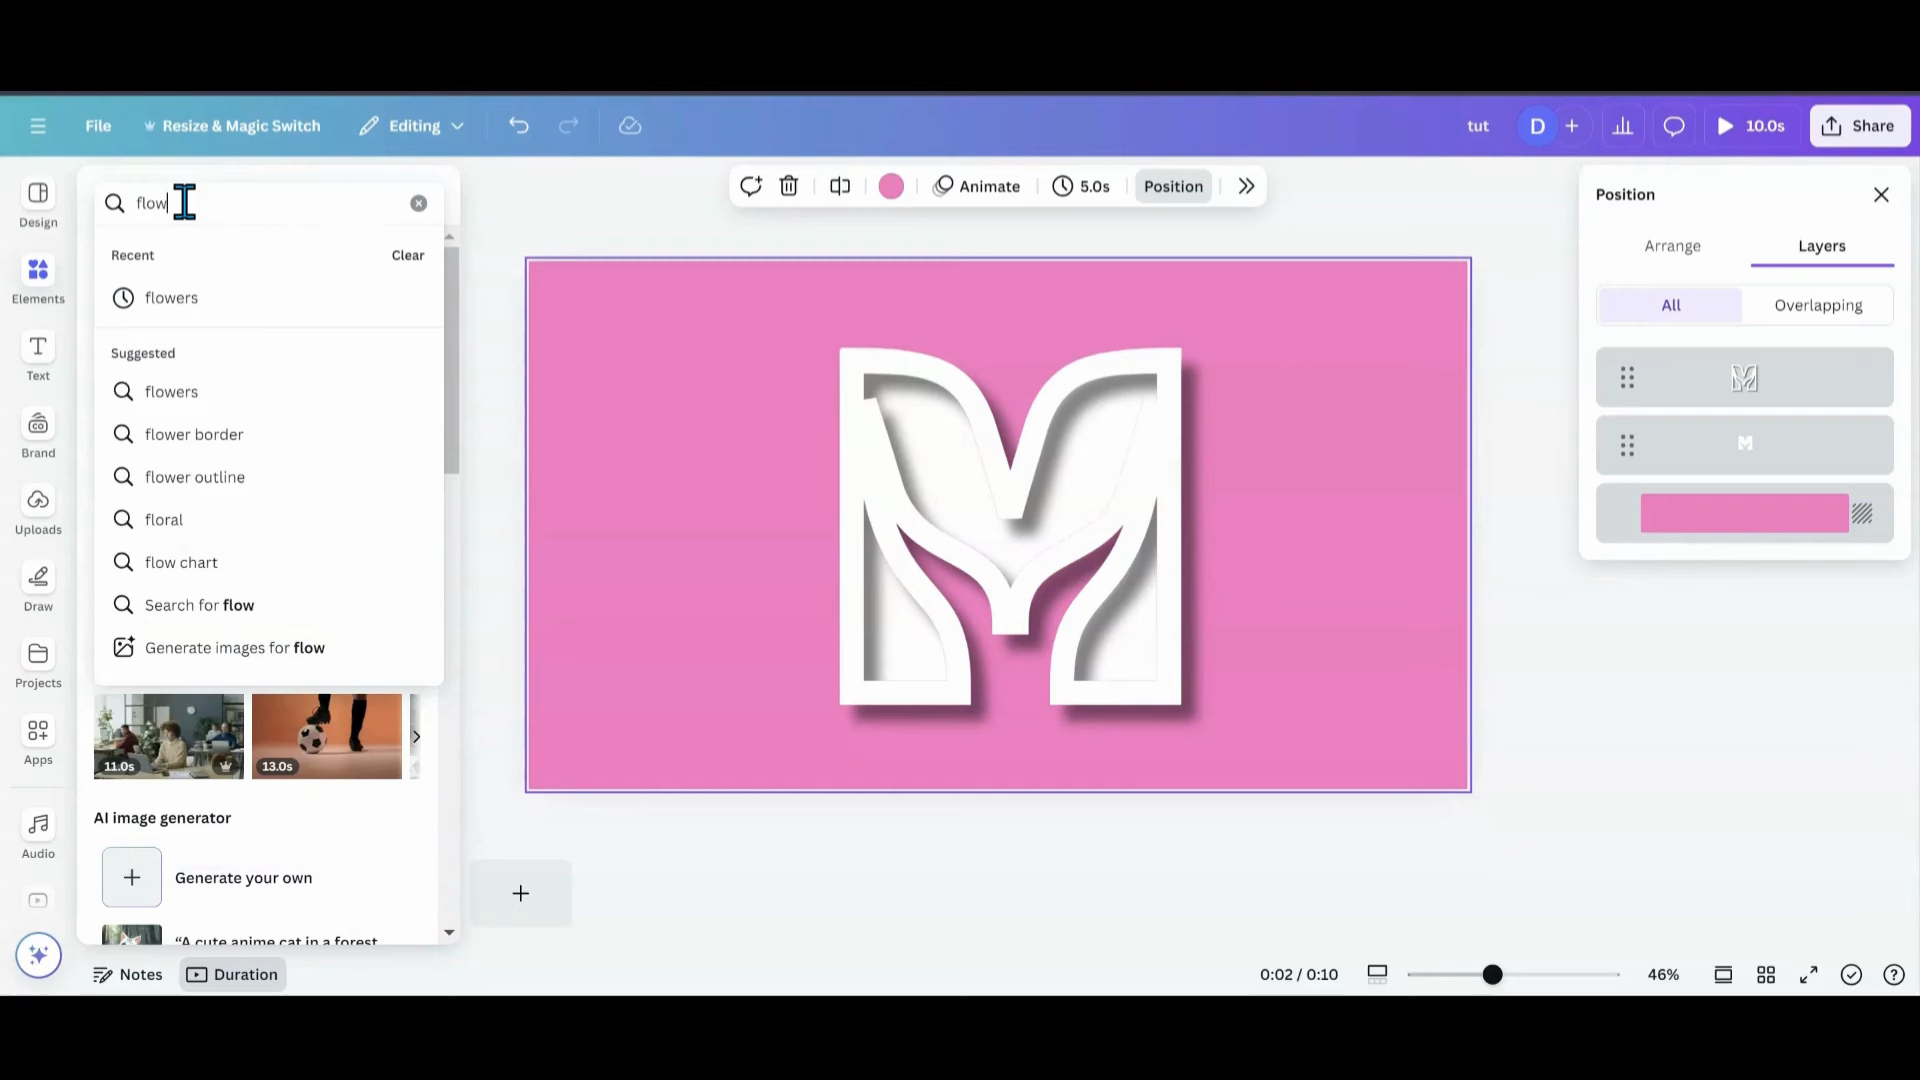 File
Resize & Magic Switch
Editing
tut
D
10.0s
Share
Design
Elements
Text
Brand
Uploads
Draw
Projects
Apps
Audio
flow
Recent
Clear
flowers
Suggested
flowers
flower border
flower outline
floral
flow chart
Search for flow
Generate images for flow
11.0s
13.0s
AI image generator
Generate your own
“A cute anime cat in a forest
Animate
5.0s
Position
M
Position
Arrange
Layers
All
Overlapping
M
M
Notes
Duration
0:02 / 0:10
46%